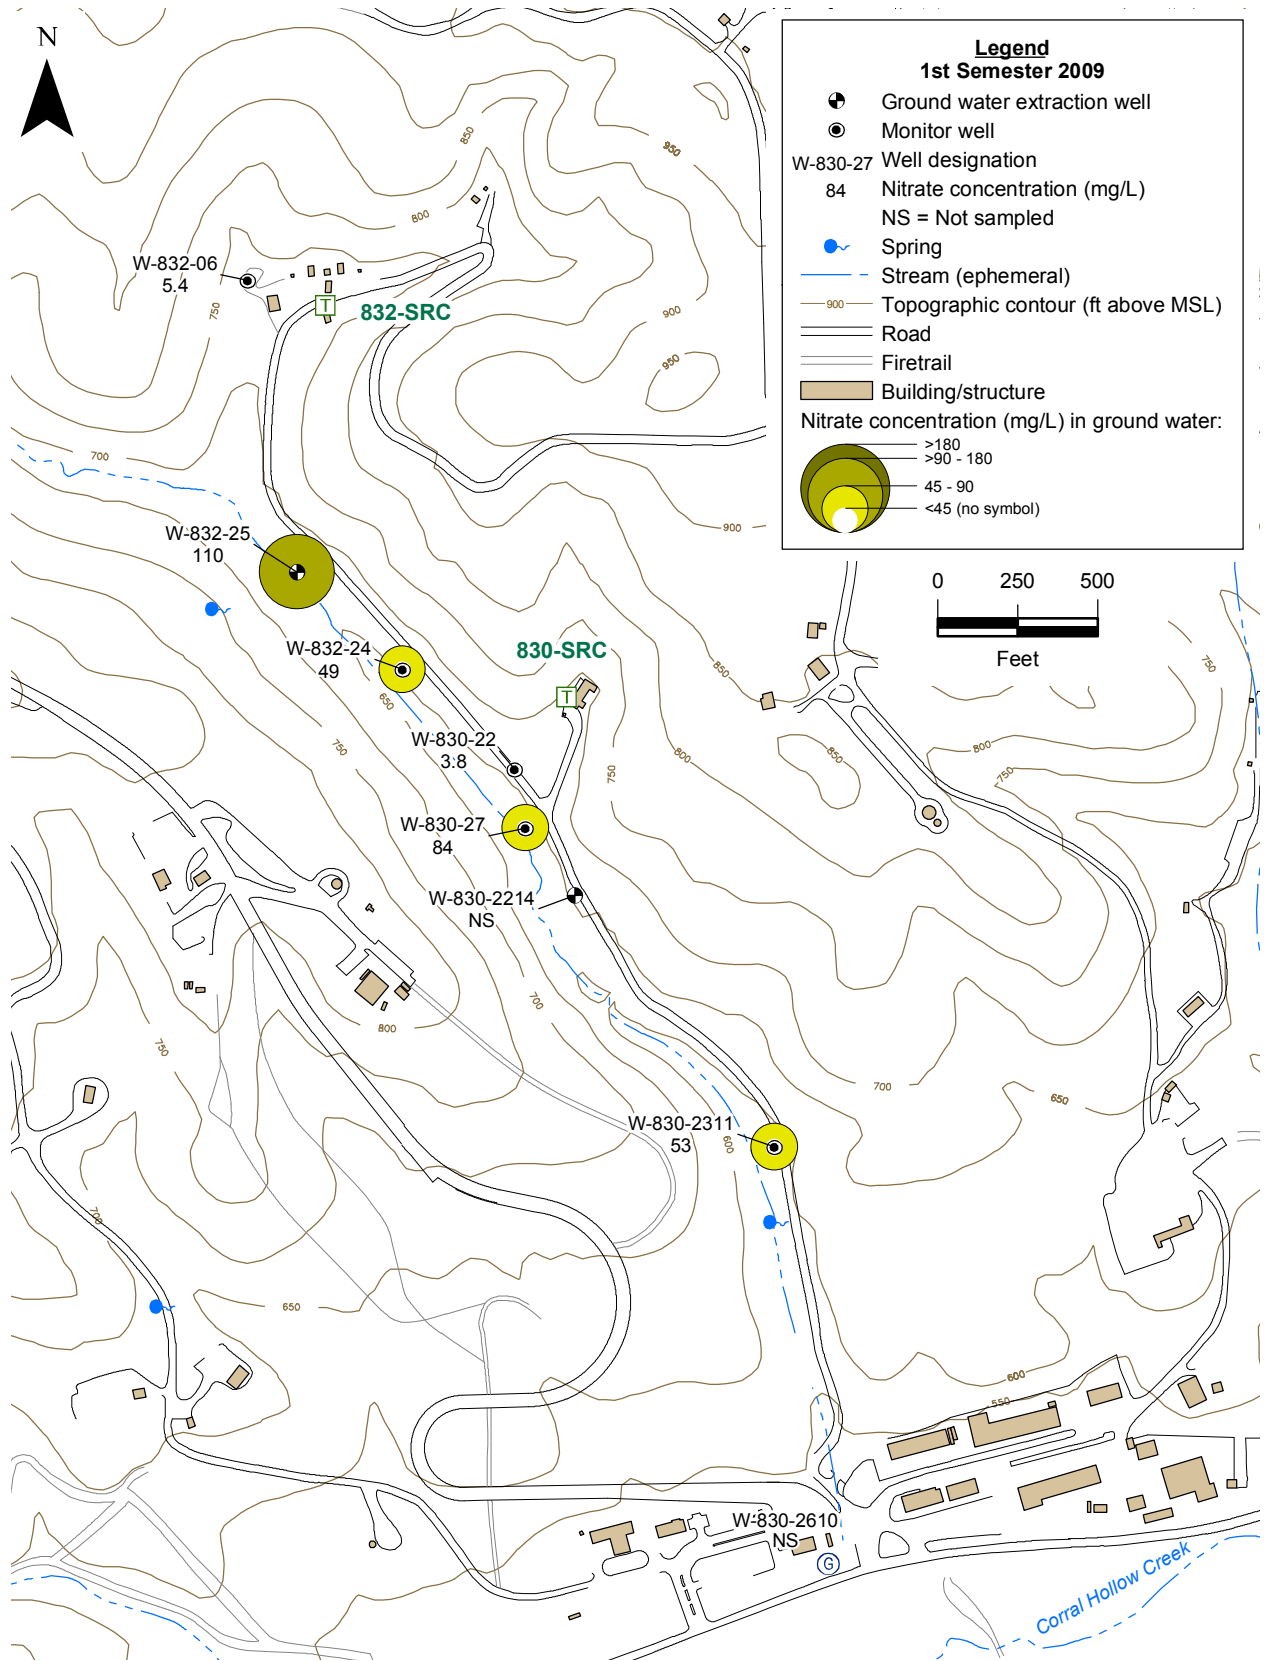 N
Legend
1st Semester 2009
Ground water extraction well
Monitor well
W-830-27 Well designation
84 Nitrate concentration (mg/L)
NS = Not sampled
Spring
Stream (ephemeral)
900 Topographic contour (ft above MSL)
Road
Firetrail
Building/structure
Nitrate concentration (mg/L) in ground water:
>180
>90 - 180
45 - 90
<45 (no symbol)
0 250 500
Feet
850
950
800
W-832-06
5.4
750
T
832-SRC
900
950
700
900
W-832-25
110
W-832-24
49
830-SRC
T
650
850
750
750
W-830-22
3.8
800
750
850
800
750
W-830-27
84
W-830-2214
NS
700
800
750
700
650
W-830-2311
53
600
700
650
600
550
W-830-2610
NS
G
Corral Hollow Creek